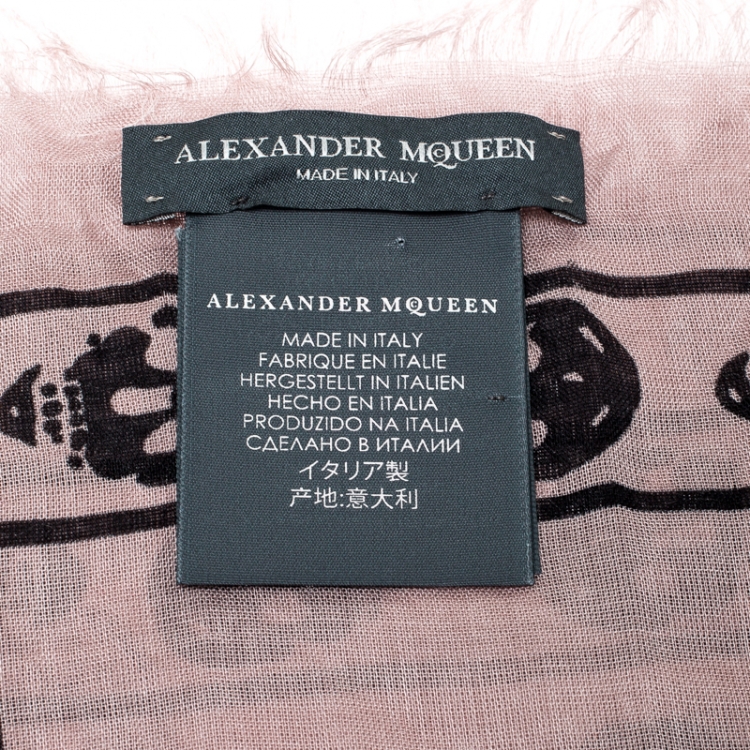 ALEXANDER McQUEEN
MADE IN ITALY
ALEXANDER McQUEEN
MADE IN ITALY
FABRIQUE EN ITALIE
HERGESTELLT IN ITALIEN
HECHO EN ITALIA
PRODUZIDO NA ITALIA
СДЕЛАНО В ИТАЛИИ
イタリア製
产地:意大利